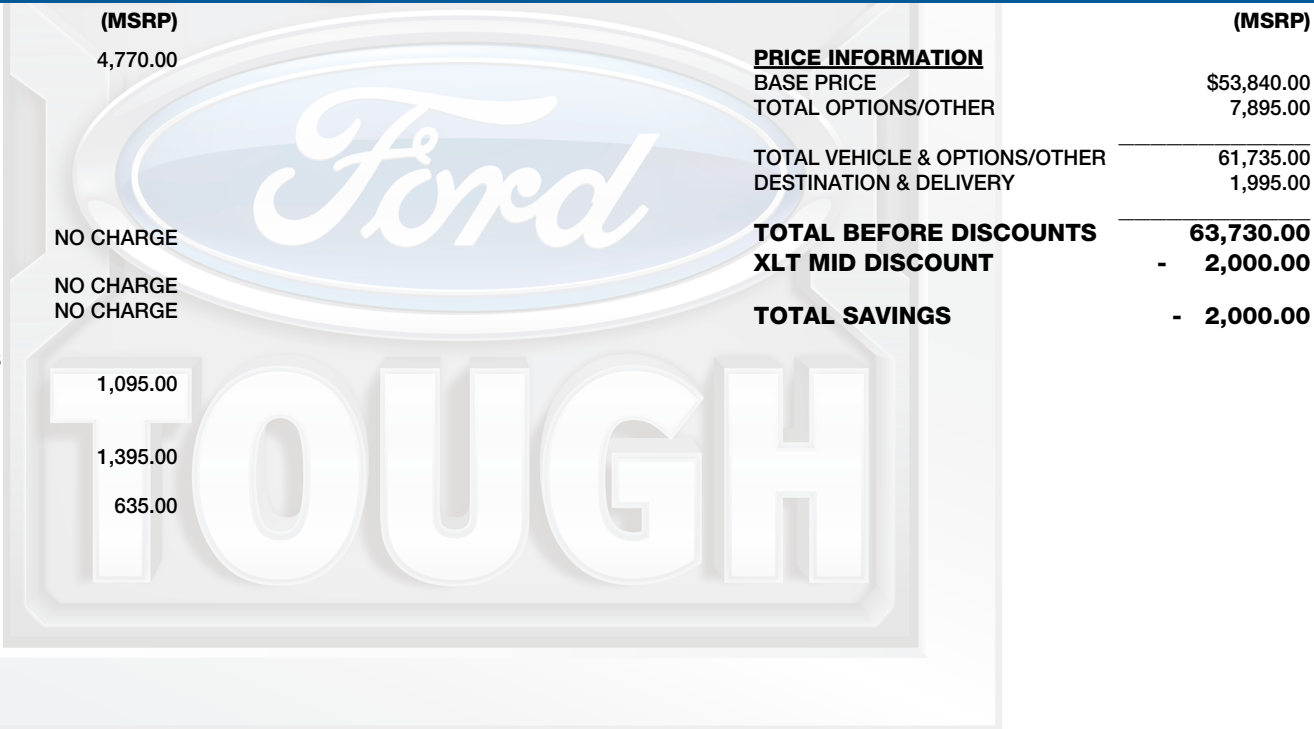 (MSRP)
4,770.00
NO CHARGE
NO CHARGE
NO CHARGE
1,095.00
1,395.00
635.00
Ford
TOUGH
(MSRP)
PRICE INFORMATION
BASE PRICE $53,840.00
TOTAL OPTIONS/OTHER 7,895.00
TOTAL VEHICLE & OPTIONS/OTHER 61,735.00
DESTINATION & DELIVERY 1,995.00
TOTAL BEFORE DISCOUNTS 63,730.00
XLT MID DISCOUNT - 2,000.00
TOTAL SAVINGS - 2,000.00